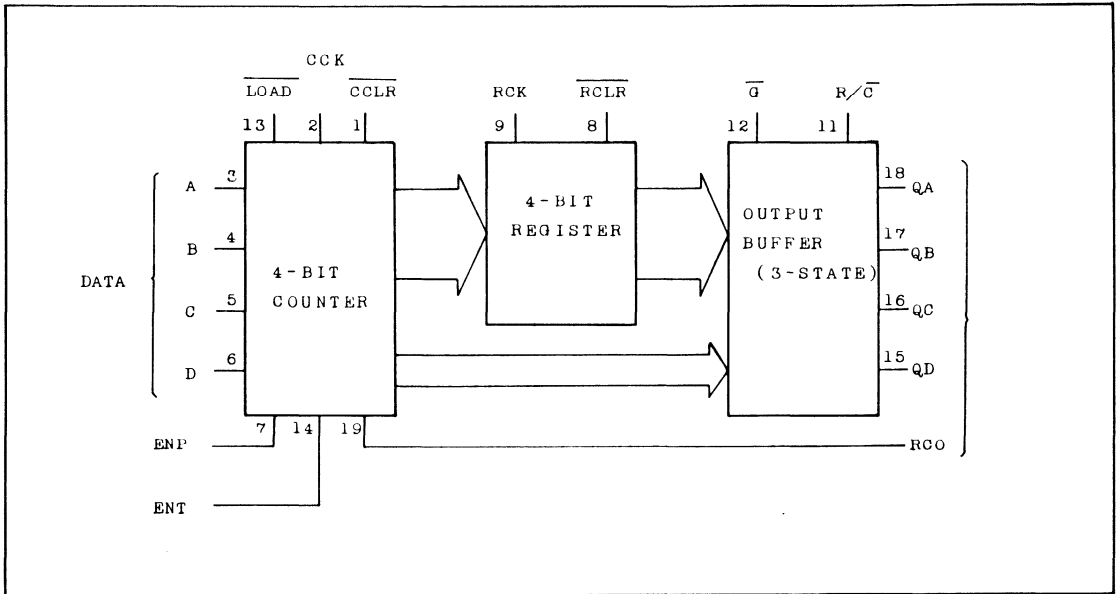 CCK
LOAD CCLR RCK RCLR G R/C
13 2 1 9 8 12 11
A 3
B 4
C 5
D 6
DATA
4-BIT
COUNTER
4-BIT
REGISTER
OUTPUT
BUFFER
(3-STATE)
18 QA
17 QB
16 QC
15 QD
7 14 19
ENP
RCO
ENT